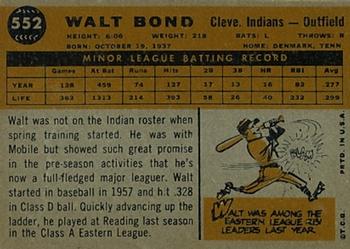 552
WALT BOND
Cleve. Indians — Outfield
HEIGHT: 6:06 WEIGHT: 218 BATS: L THROWS: R
BORN: OCTOBER 19, 1937 HOME: DENMARK, TENN
MINOR LEAGUE BATTING RECORD
Games At Bat Runs Hits 2B 3B HR RBI Avg.
YEAR 128 459 74 127 22 0 22 82 277
LIFE 363 1313 214 393 58 26 40 232 299
Walt was not on the Indian roster when
spring training started. He was with
Mobile but showed such great promise
in the pre-season activities that he's
now a full-fledged major leaguer. Walt
started in baseball in 1957 and hit .328
in Class D ball. Quickly advancing up the
ladder, he played at Reading last season
in the Class A Eastern League.
WALT WAS AMONG THE
EASTERN LEAGUE
LEADERS LAST YEAR.
©T.C.G. PRTD. IN U.S.A.